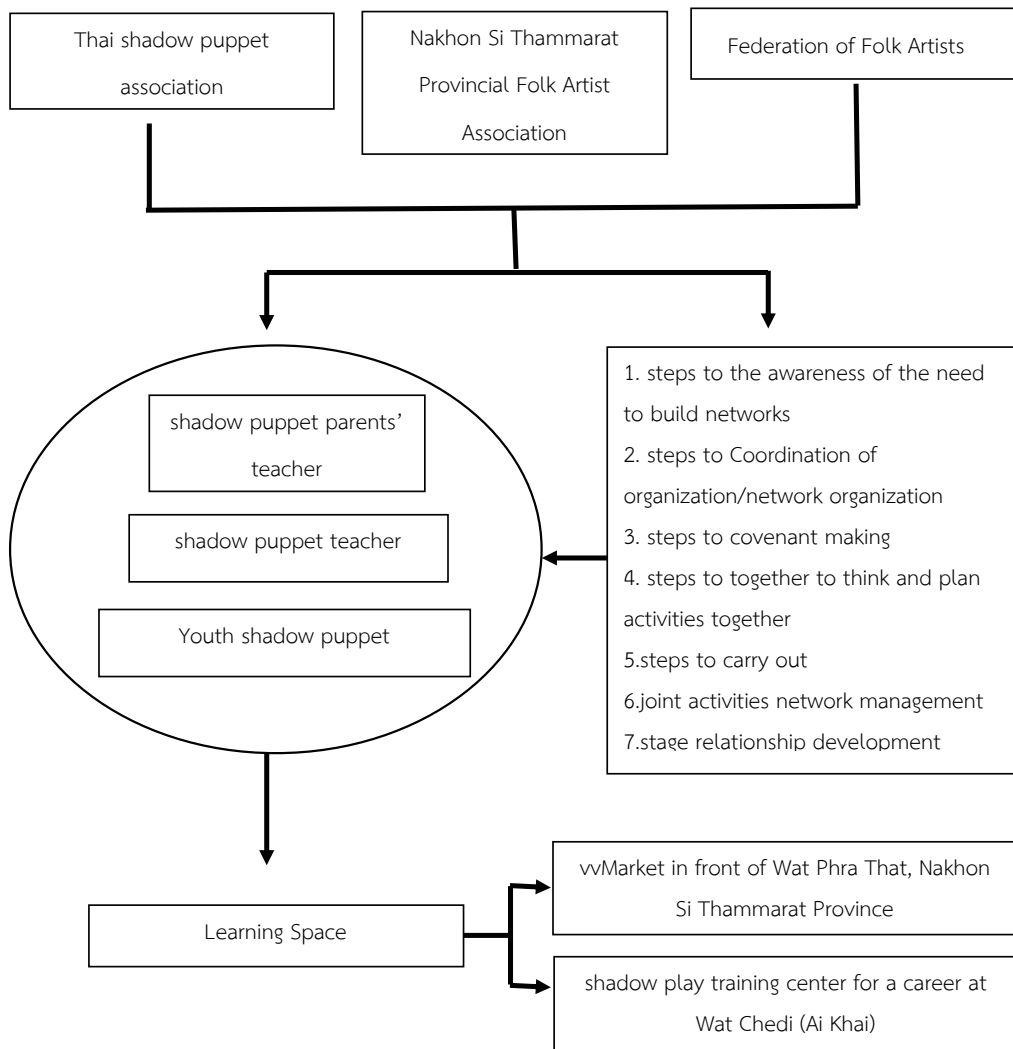 Thai shadow puppet
association
Nakhon Si Thammarat
Provincial Folk Artist
Association
Federation of Folk Artists
shadow puppet parents’
teacher
shadow puppet teacher
Youth shadow puppet
1. steps to the awareness of the need
to build networks
2. steps to Coordination of
organization/network organization
3. steps to covenant making
4. steps to together to think and plan
activities together
5.steps to carry out
6.joint activities network management
7.stage relationship development
Learning Space
vvMarket in front of Wat Phra That, Nakhon
Si Thammarat Province
shadow play training center for a career at
Wat Chedi (Ai Khai)